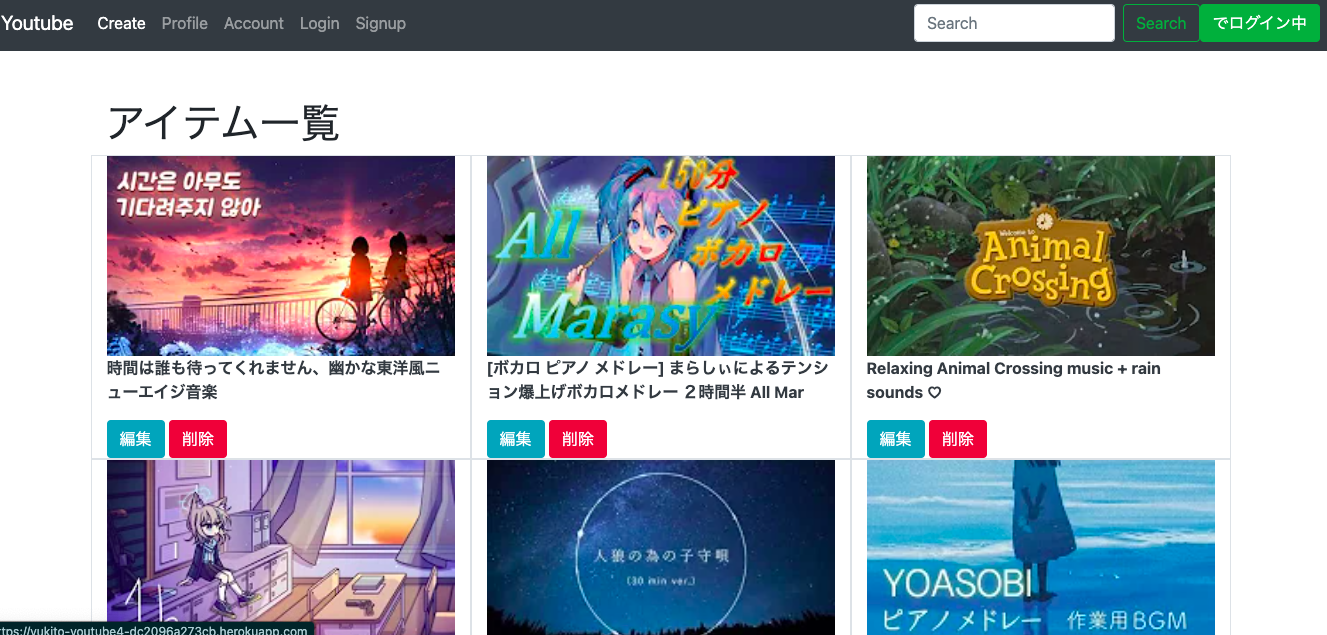 Youtube Create Profile Account Login Signup Search Search でログイン中
アイテム一覧
시간은 아무도
기다려주지 않아
150分
ピアノ
ボカロ
メドレー
All
Marasy
Welcome to
Animal
Crossing
時間は誰も待ってくれません、幽かな東洋風ニ
ューエイジ音楽
[ボカロ ピアノ メドレー] まらしぃによるテンシ
ョン爆上げボカロメドレー ２時間半 All Mar
Relaxing Animal Crossing music + rain
sounds ♡
編集 削除
編集 削除
編集 削除
人狼の為の子守唄
(30 min ver.)
YOASOBI
ピアノメドレー 作業用BGM
ttps://yukito-youtube4-dc2096a273cb.herokuapp.com